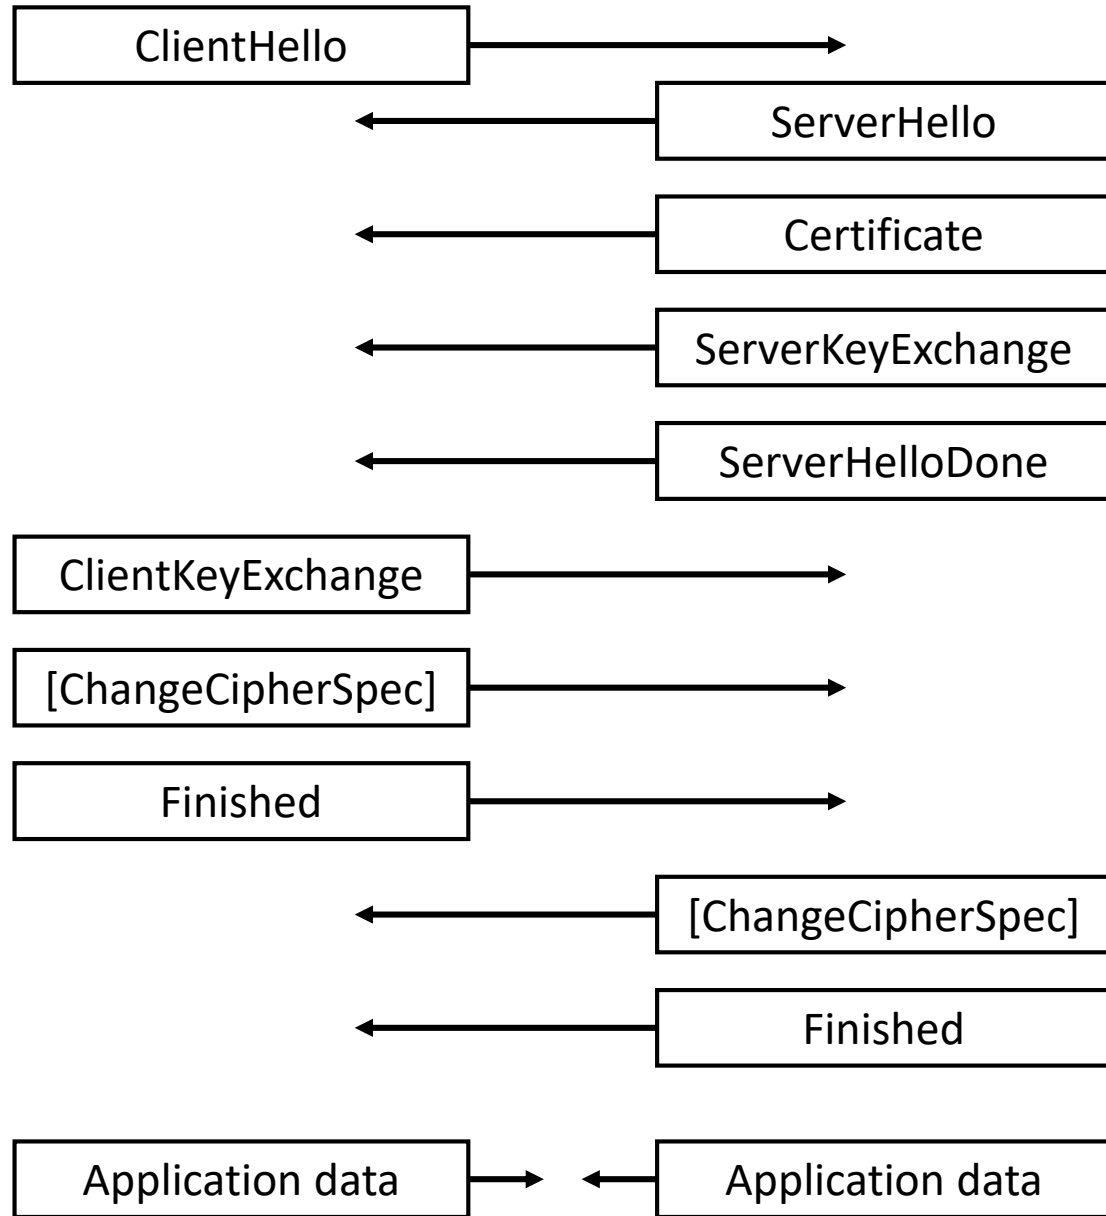 ClientHello
ServerHello
Certificate
ServerKeyExchange
ServerHelloDone
ClientKeyExchange
[ChangeCipherSpec]
Finished
[ChangeCipherSpec]
Finished
Application data
Application data